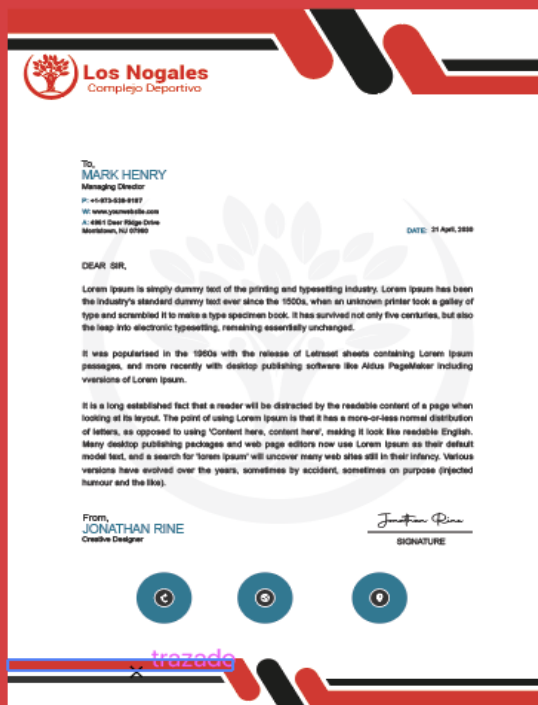 Los Nogales
Complejo Deportivo
To,
MARK HENRY
Managing Director
P: +1-973-538-9187
W: www.yourwebsite.com
A: 4961 Deer Ridge Drive
Morristown, NJ 07960
DATE: 21 April, 2030
DEAR SIR,
Lorem Ipsum is simply dummy text of the printing and typesetting industry. Lorem Ipsum has been
the industry's standard dummy text ever since the 1500s, when an unknown printer took a galley of
type and scrambled it to make a type specimen book. It has survived not only five centuries, but also
the leap into electronic typesetting, remaining essentially unchanged.
It was popularised in the 1960s with the release of Letraset sheets containing Lorem Ipsum
passages, and more recently with desktop publishing software like Aldus PageMaker including
vversions of Lorem Ipsum.
It is a long established fact that a reader will be distracted by the readable content of a page when
looking at its layout. The point of using Lorem Ipsum is that it has a more-or-less normal distribution
of letters, as opposed to using 'Content here, content here', making it look like readable English.
Many desktop publishing packages and web page editors now use Lorem Ipsum as their default
model text, and a search for 'lorem ipsum' will uncover many web sites still in their infancy. Various
versions have evolved over the years, sometimes by accident, sometimes on purpose (injected
humour and the like).
From,
JONATHAN RINE
Creative Designer
Jonathan Rine
SIGNATURE
trazado